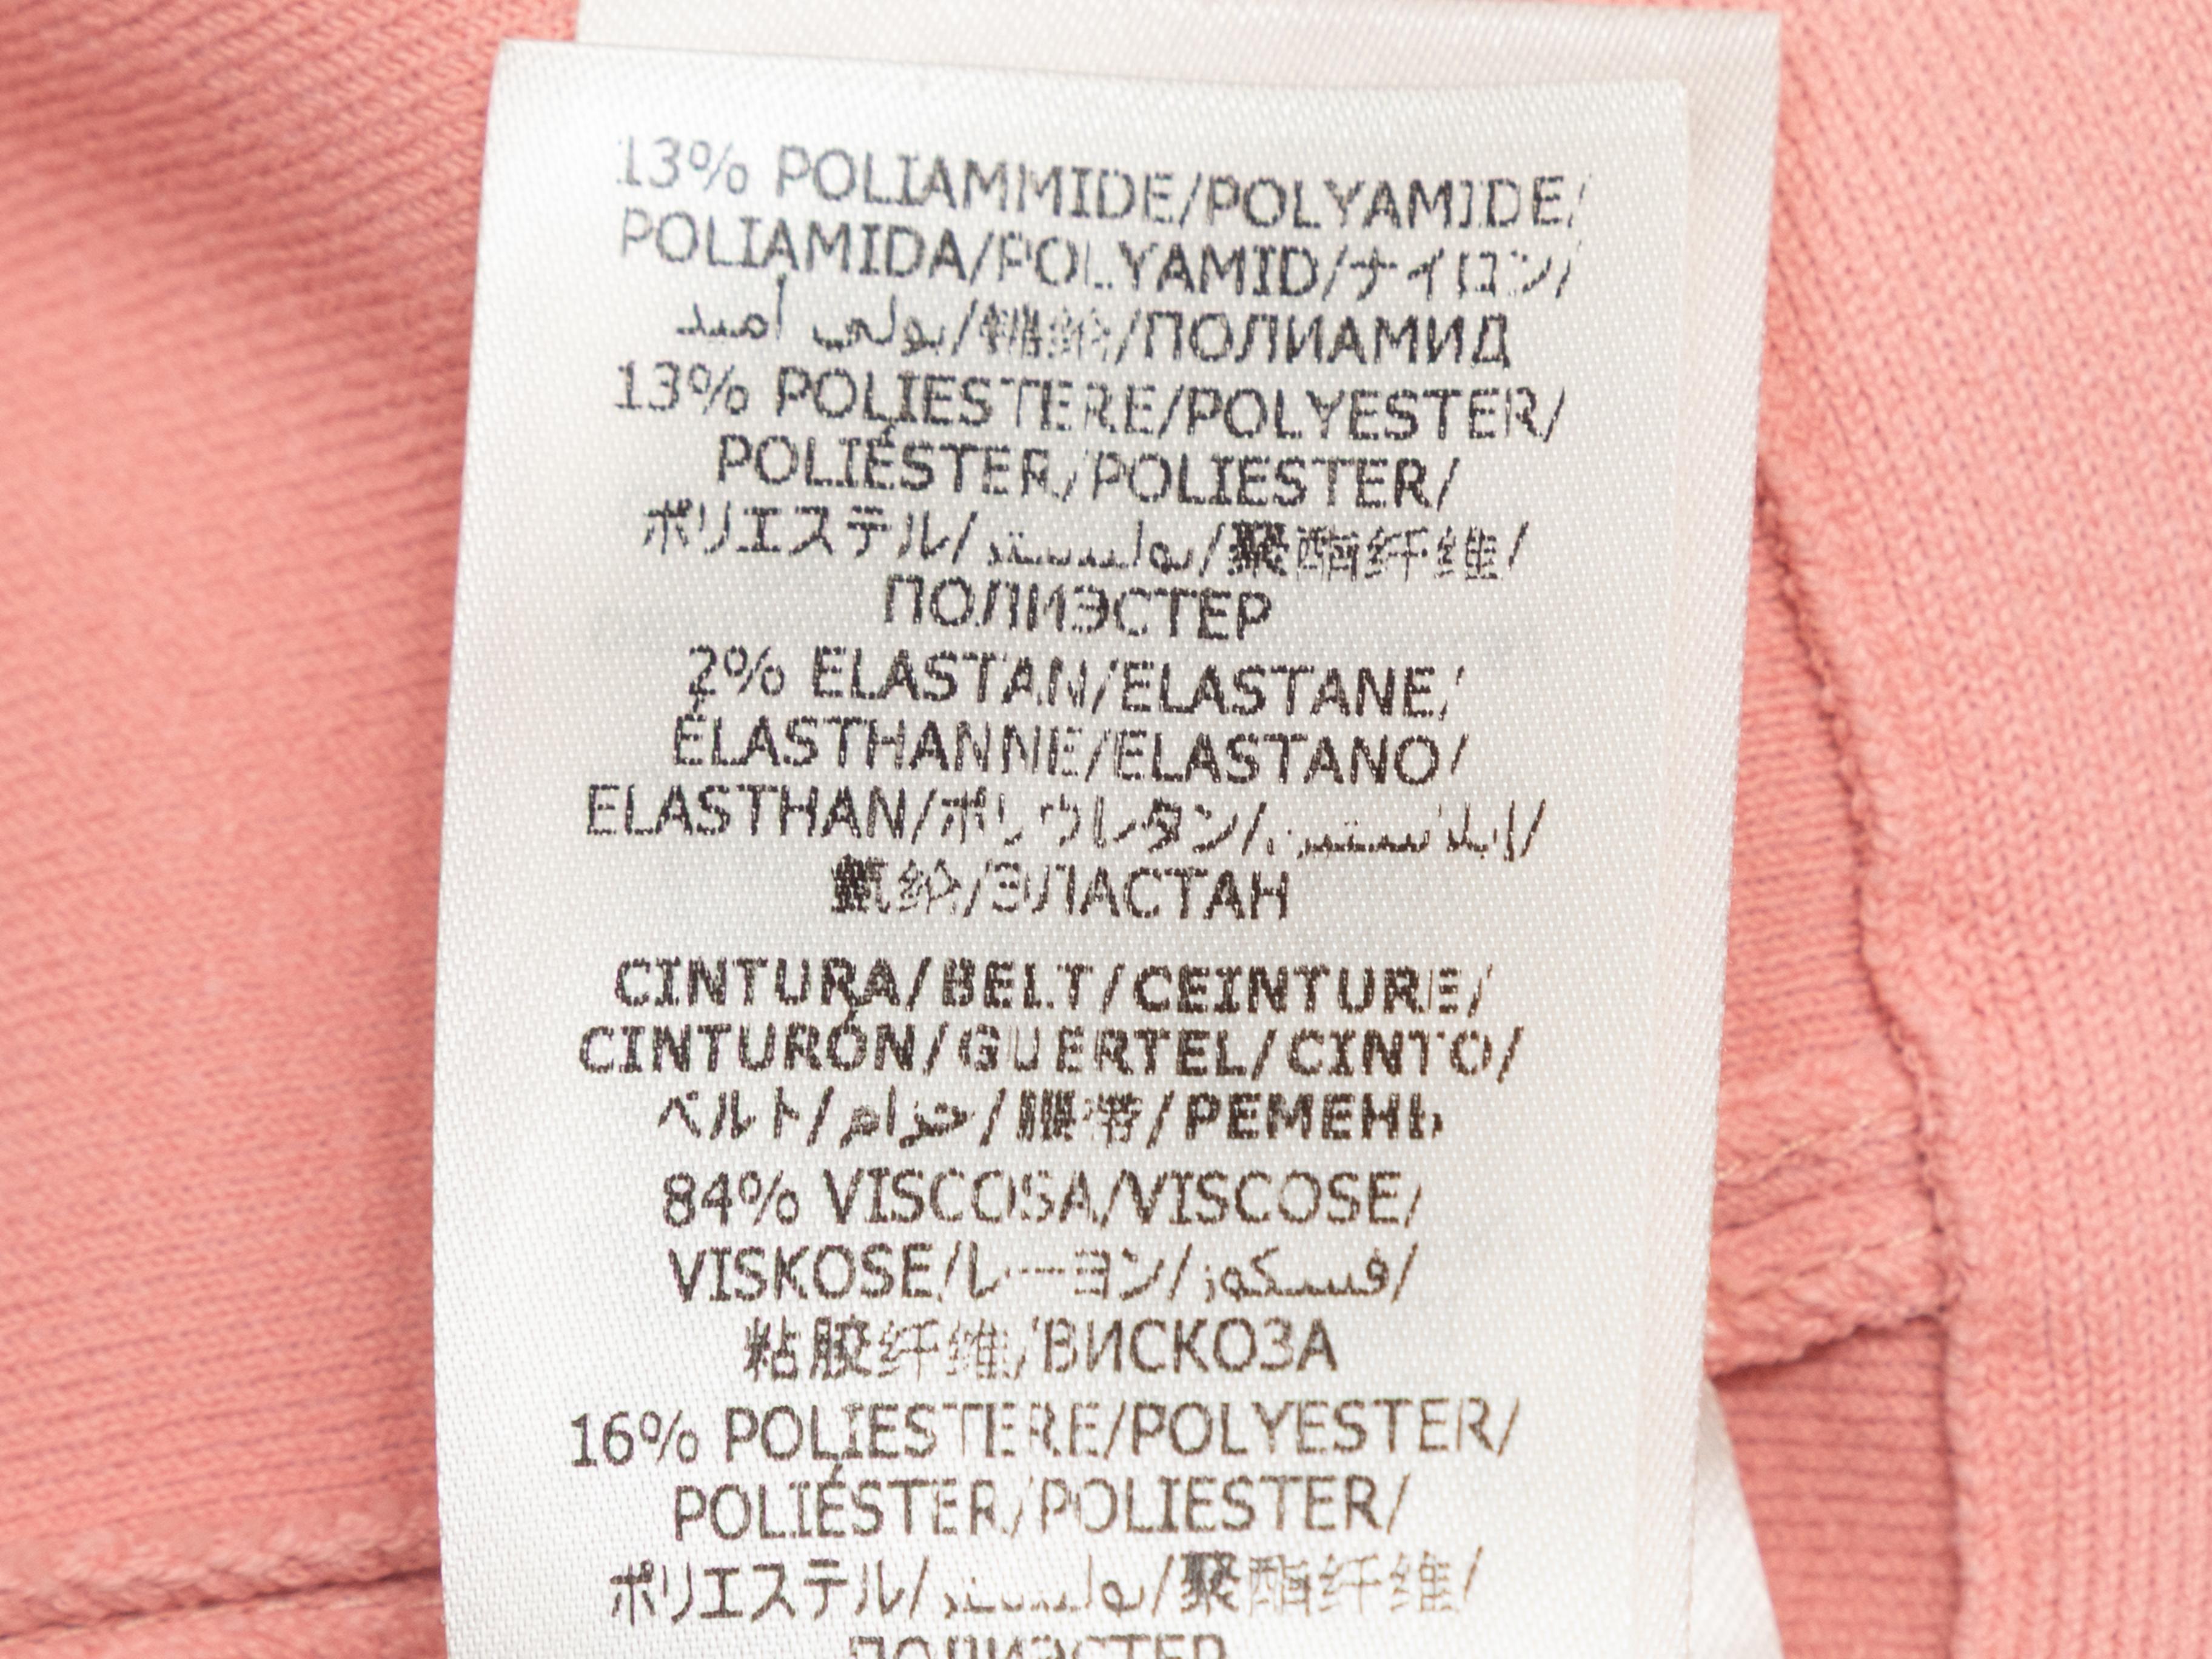 13% POLIAMMIDE/POLYAMIDE/
POLIAMIDA/POLYAMID/ナイロン/
بولي أميد/锦纶/ПОЛИАМИД
13% POLIESTERE/POLYESTER/
POLIÉSTER/POLIESTER/
ポリエステル/بوليستر/聚酯纤维/
ПОЛИЭСТЕР
2% ELASTAN/ELASTANE/
ÉLASTHANNE/ELASTANO/
ELASTHAN/ポリウレタン/إيلاستين/
氨纶/ЭЛАСТАН
CINTURA/BELT/CEINTURE/
CINTURÓN/GUERTEL/CINTO/
ベルト/حزام/腰带/РЕМЕНЬ
84% VISCOSA/VISCOSE/
VISKOSE/レーヨン/فسكوز/
粘胶纤维/ВИСКОЗА
16% POLIESTERE/POLYESTER/
POLIÉSTER/POLIESTER/
ポリエステル/بوليستر/聚酯纤维/
ПОЛИЭСТЕР